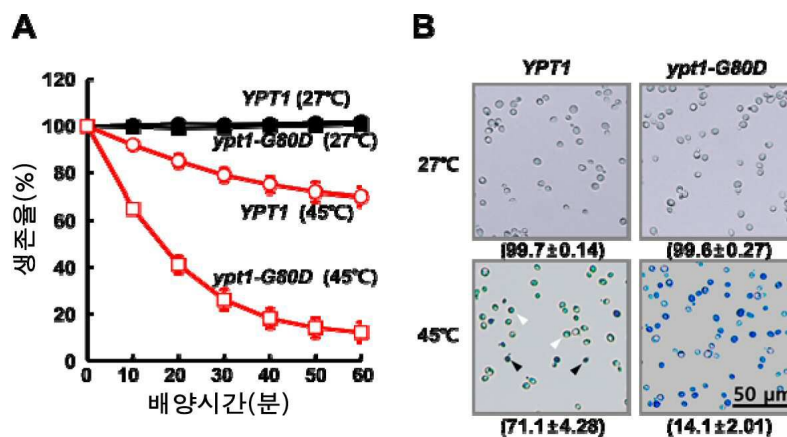 A
120
100
80
60
40
20
0
생존율(%)
YPT1 (27℃)
ypt1-G80D (27℃)
YPT1 (45℃)
ypt1-G80D (45℃)
0 10 20 30 40 50 60
배양시간(분)
B
YPT1 ypt1-G80D
27℃
(99.7±0.14) (99.6±0.27)
45℃
50 μm
(71.1±4.28) (14.1±2.01)